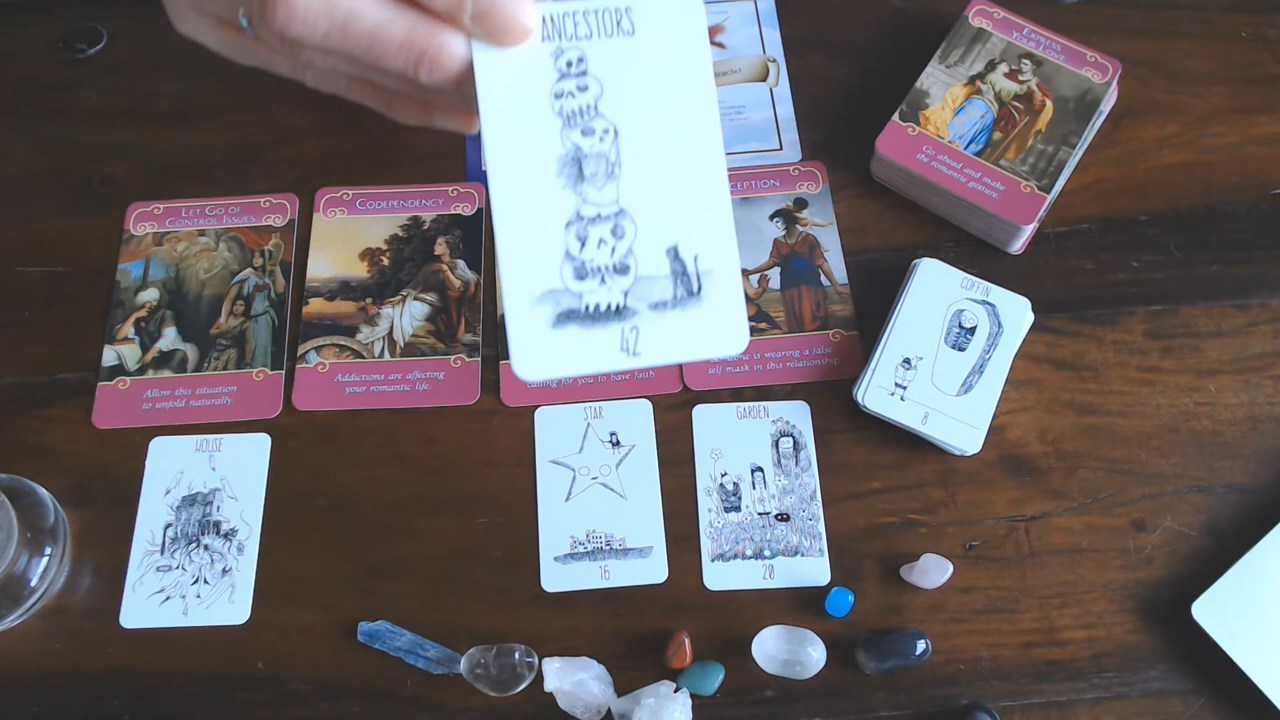 ANCESTORS
42
EXPRESS
YOUR LOVE
Go ahead and make
the romantic gesture.
LET GO OF
CONTROL ISSUES
Allow this situation
to unfold naturally.
CODEPENDENCY
Addictions are affecting
your romantic life.
calling for you to have faith
CEPTION
is wearing a false
self mask in this relationship
COFFIN
8
HOUSE
4
STAR
16
GARDEN
20